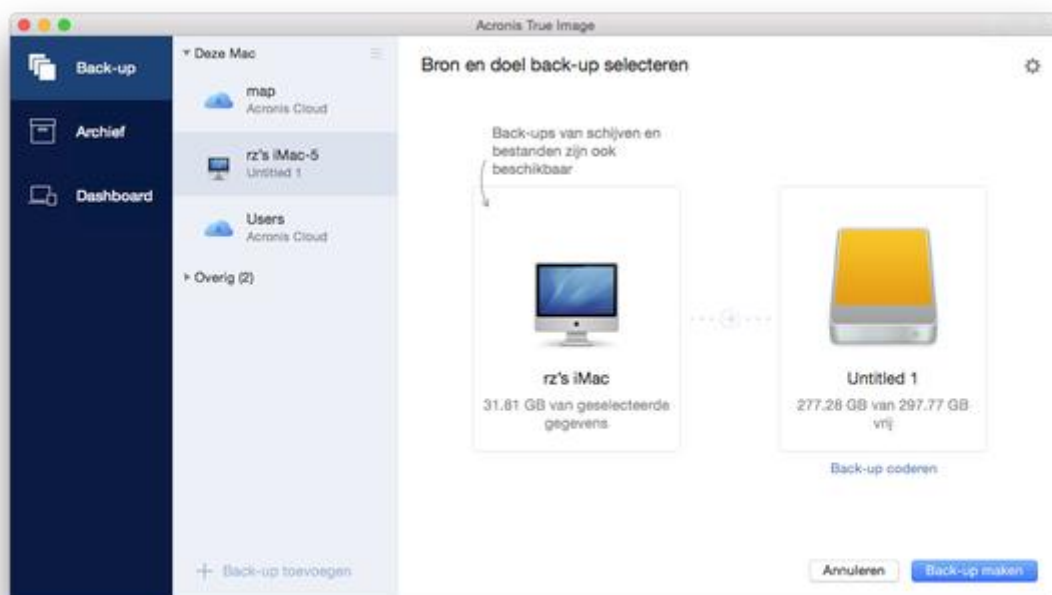 Acronis True Image
Back-up
Archief
Dashboard
Deze Mac
map
Acronis Cloud
rz's iMac-5
Untitled 1
Users
Acronis Cloud
Overig (2)
Back-up toevoegen
Bron en doel back-up selecteren
Back-ups van schijven en
bestanden zijn ook
beschikbaar
rz's iMac
31.81 GB van geselecteerde
gegevens
Untitled 1
277.28 GB van 297.77 GB
vrij
Back-up coderen
Annuleren
Back-up maken